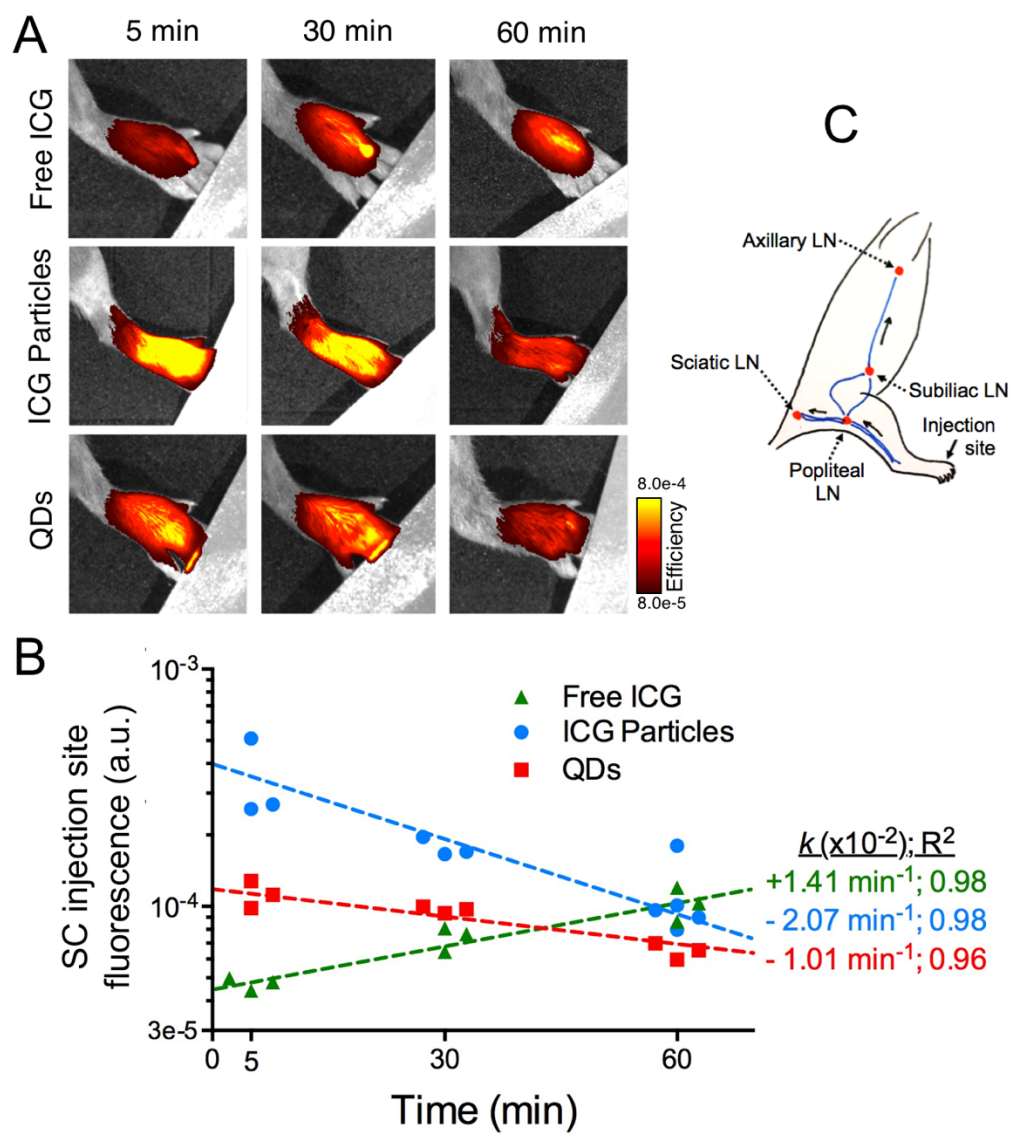 A
5 min
30 min
60 min
Free ICG
ICG Particles
QDs
8.0e-4
Efficiency
8.0e-5
C
Axillary LN
Sciatic LN
Subiliac LN
Injection
site
Popliteal
LN
B
SC injection site
fluorescence (a.u.)
10-3
10-4
3e-5
Free ICG
ICG Particles
QDs
k (x10-2); R2
+1.41 min-1; 0.98
- 2.07 min-1; 0.98
- 1.01 min-1; 0.96
0
5
30
60
Time (min)